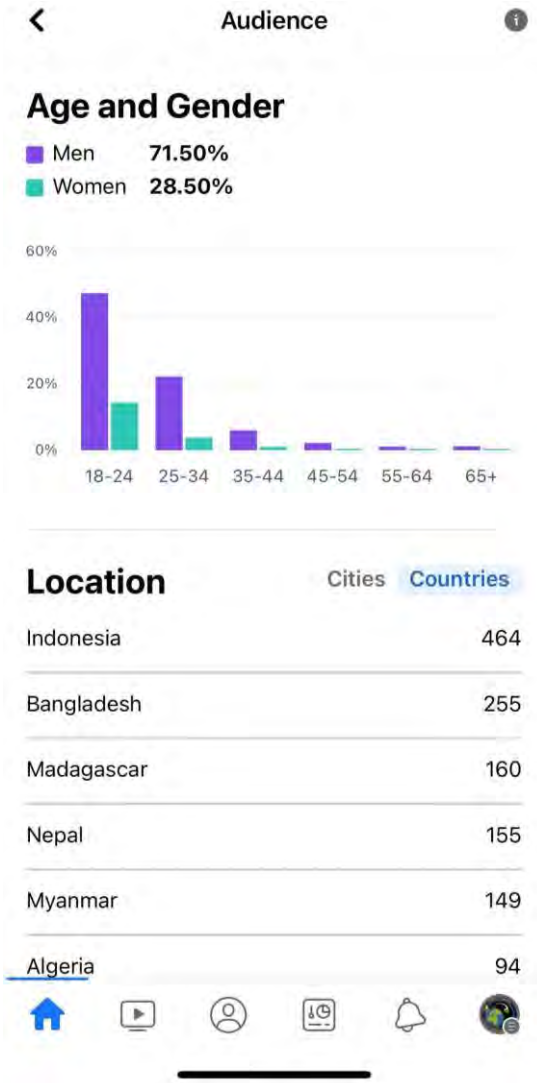 Audience
Age and Gender
Men 71.50%
Women 28.50%
60%
40%
20%
0%
18-24 25-34 35-44 45-54 55-64 65+
Location Cities Countries
Indonesia 464
Bangladesh 255
Madagascar 160
Nepal 155
Myanmar 149
Algeria 94